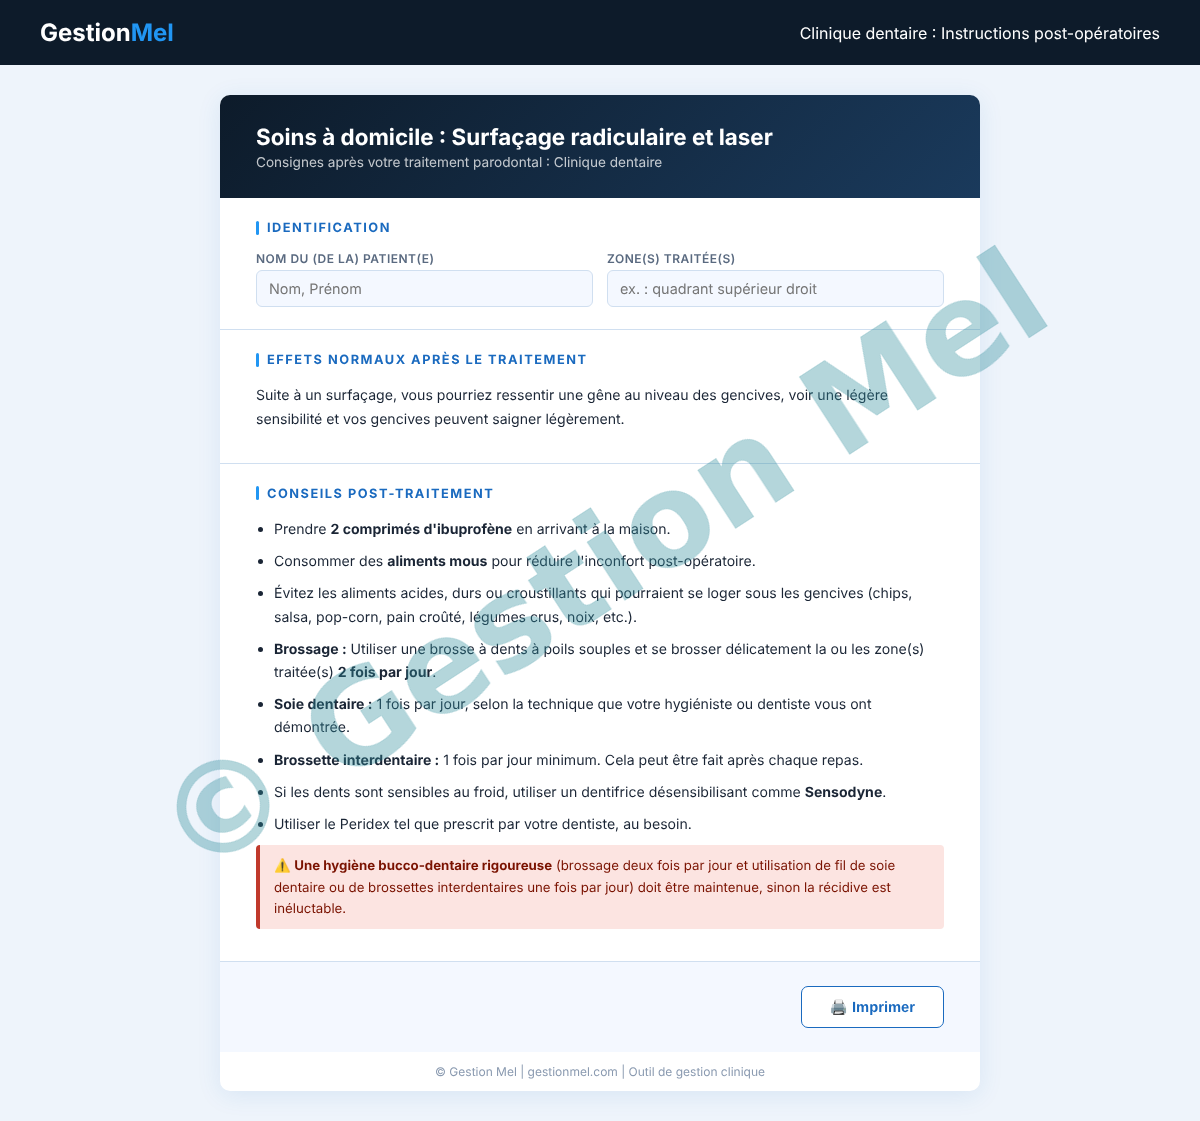 GestionMel
Clinique dentaire : Instructions post-opératoires
Soins à domicile : Surfaçage radiculaire et laser
Consignes après votre traitement parodontal : Clinique dentaire
IDENTIFICATION
NOM DU (DE LA) PATIENT(E)
ZONE(S) TRAITÉE(S)
Nom, Prénom
ex. : quadrant supérieur droit
EFFETS NORMAUX APRÈS LE TRAITEMENT
Suite à un surfaçage, vous pourriez ressentir une gêne au niveau des gencives, voir une légère
sensibilité et vos gencives peuvent saigner légèrement.
CONSEILS POST-TRAITEMENT
• Prendre 2 comprimés d'ibuprofène en arrivant à la maison.
• Consommer des aliments mous pour réduire l'inconfort post-opératoire.
• Évitez les aliments acides, durs ou croustillants qui pourraient se loger sous les gencives (chips,
salsa, pop-corn, pain croûté, légumes crus, noix, etc.).
• Brossage : Utiliser une brosse à dents à poils souples et se brosser délicatement la ou les zone(s)
traitée(s) 2 fois par jour.
• Soie dentaire : 1 fois par jour, selon la technique que votre hygiéniste ou dentiste vous ont
démontrée.
• Brossette interdentaire : 1 fois par jour minimum. Cela peut être fait après chaque repas.
• Si les dents sont sensibles au froid, utiliser un dentifrice désensibilisant comme Sensodyne.
• Utiliser le Peridex tel que prescrit par votre dentiste, au besoin.
⚠️ Une hygiène bucco-dentaire rigoureuse (brossage deux fois par jour et utilisation de fil de soie
dentaire ou de brossettes interdentaires une fois par jour) doit être maintenue, sinon la récidive est
inéluctable.
🖨️ Imprimer
© Gestion Mel | gestionmel.com | Outil de gestion clinique
© Gestion Mel